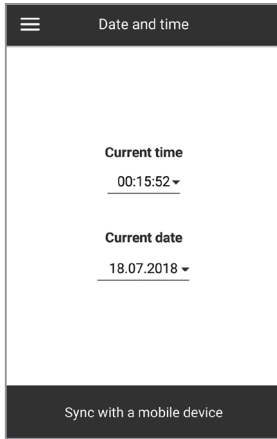 Date and time
Current time
00:15:52
Current date
18.07.2018
Sync with a mobile device